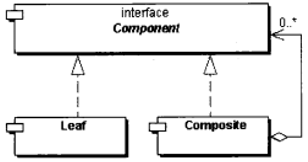 interface
Component
0..*
Leaf
Composite